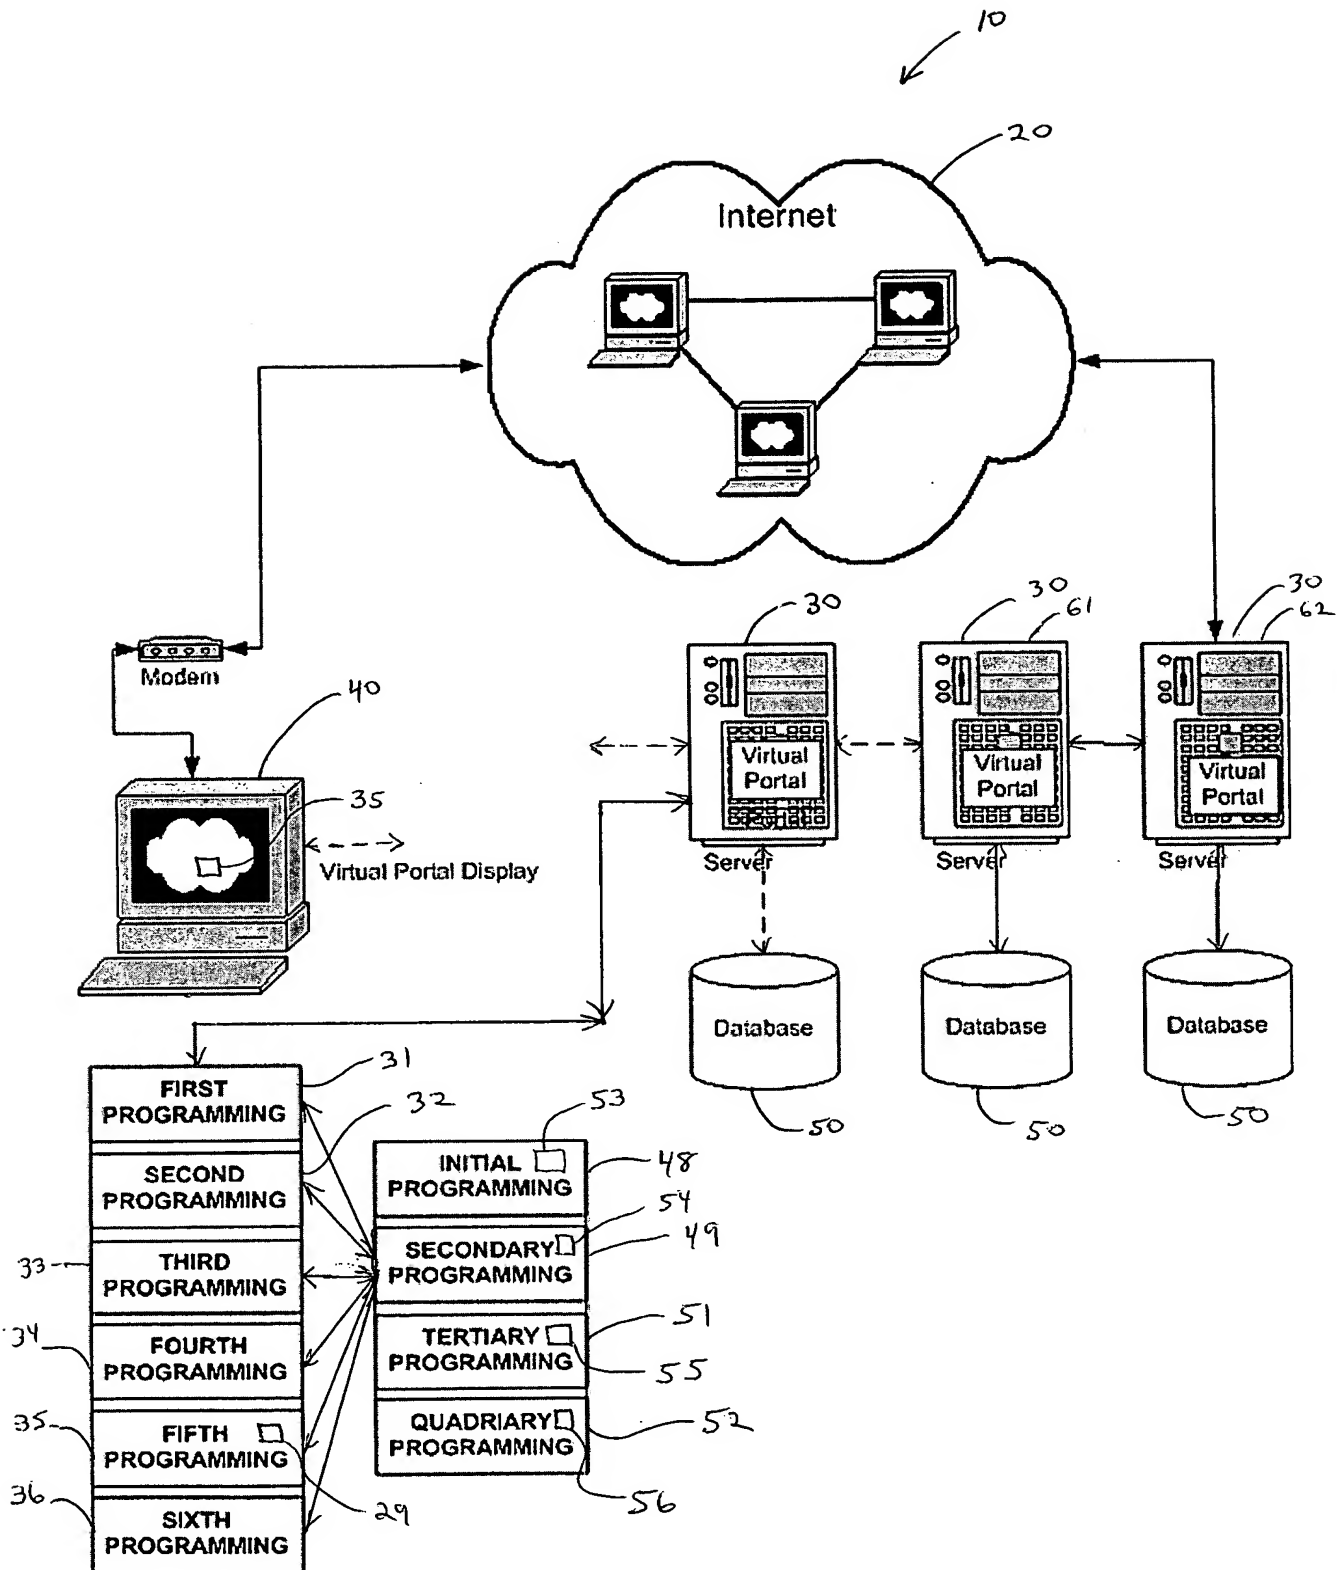 10
20
Internet
30
30
61
30
62
Modem
40
35
Virtual Portal Display
Virtual
Portal
Virtual
Portal
Virtual
Portal
Server
Server
Server
Database
Database
Database
50
50
50
FIRST
PROGRAMMING
31
SECOND
PROGRAMMING
32
THIRD
PROGRAMMING
33
FOURTH
PROGRAMMING
34
FIFTH
PROGRAMMING
35
29
SIXTH
PROGRAMMING
36
INITIAL
PROGRAMMING
53
48
SECONDARY
PROGRAMMING
54
49
TERTIARY
PROGRAMMING
51
55
QUADRIARY
PROGRAMMING
52
56